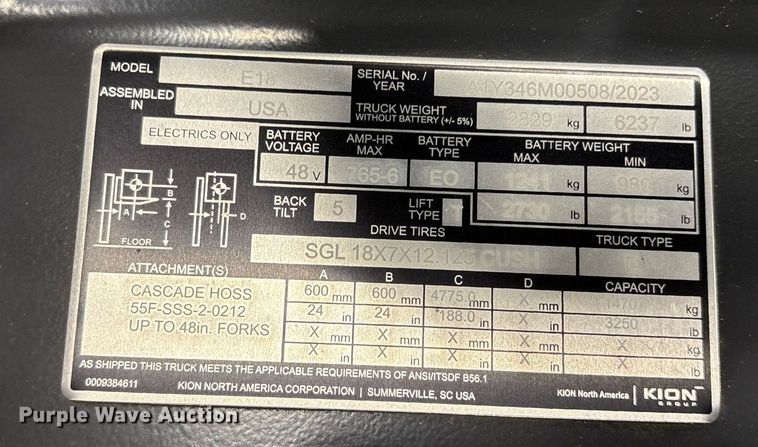 MODEL E18 SERIAL No. / YEAR A1Y346M00508/2023
ASSEMBLED IN USA TRUCK WEIGHT WITHOUT BATTERY (+/- 5%) 2829 kg 6237 lb
ELECTRICS ONLY BATTERY VOLTAGE AMP-HR MAX BATTERY TYPE BATTERY WEIGHT
MAX MIN
48 V 765-6 EO kg 980 kg
BACK TILT 5 LIFT TYPE 2730 lb 2155 lb
A B C D
FLOOR
DRIVE TIRES TRUCK TYPE
SGL 18X7X12.125 CUSH E
ATTACHMENT(S) A B C D CAPACITY
CASCADE HOSS 600 mm 600 mm 4775.0 mm X mm 1470 kg
55F-SSS-2-0212 24 in 24 in 188.0 in X in 3250 lb
UP TO 48in. FORKS X mm X mm X mm X mm X kg
X in X in X in X in X lb
AS SHIPPED THIS TRUCK MEETS THE APPLICABLE REQUIREMENTS OF ANSI/ITSDF B56.1
0009384611 KION NORTH AMERICA CORPORATION | SUMMERVILLE, SC USA KION North America | KION GROUP
Purple Wave Auction